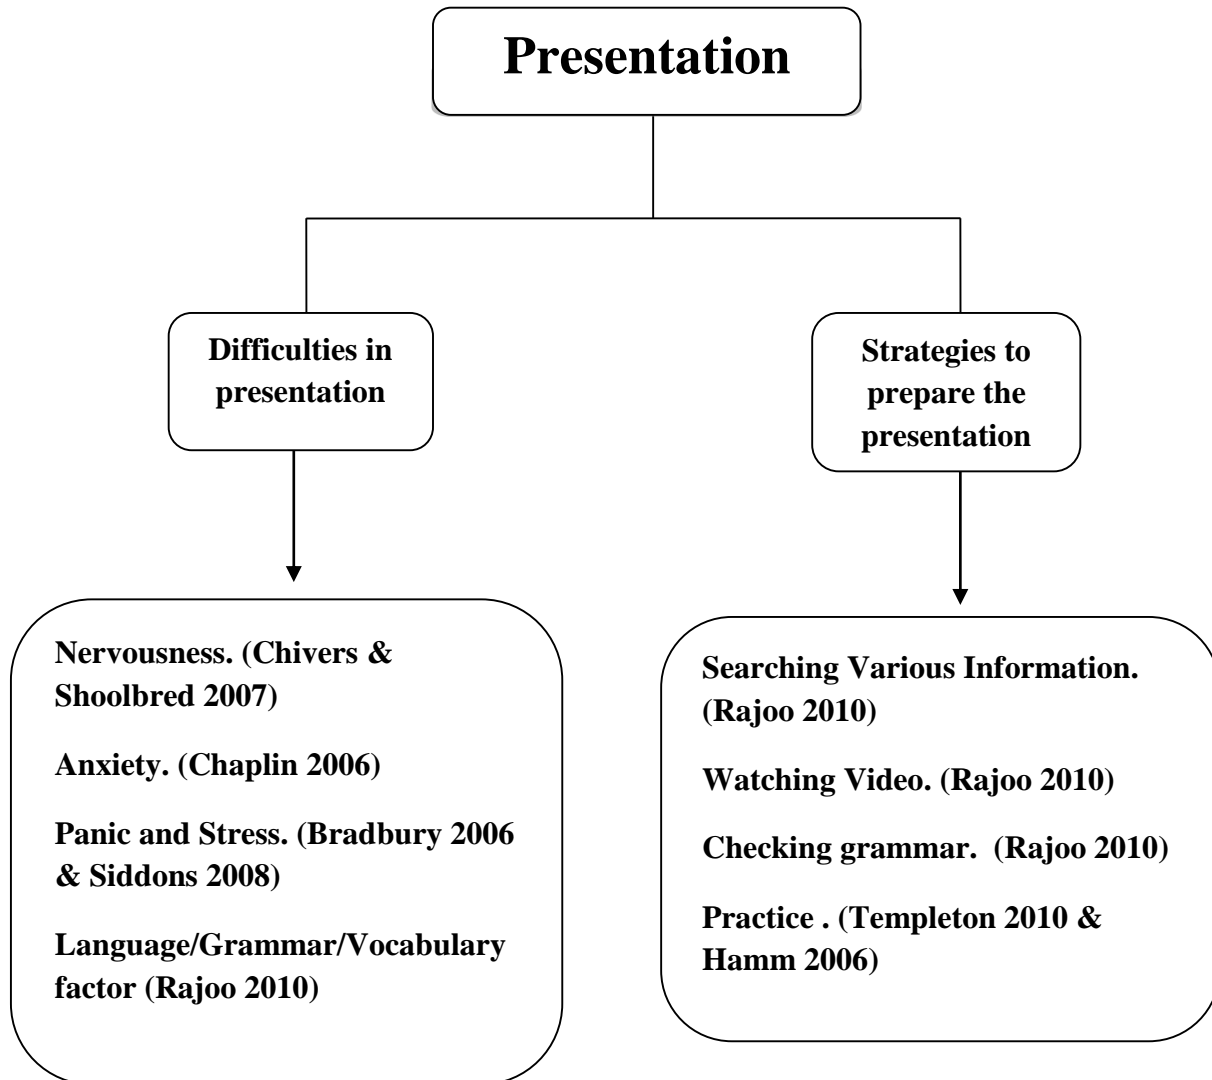 Presentation
Difficulties in
presentation
Strategies to
prepare the
presentation
Nervousness. (Chivers &
Shoolbred 2007)
Anxiety. (Chaplin 2006)
Panic and Stress. (Bradbury 2006
& Siddons 2008)
Language/Grammar/Vocabulary
factor (Rajoo 2010)
Searching Various Information.
(Rajoo 2010)
Watching Video. (Rajoo 2010)
Checking grammar.  (Rajoo 2010)
Practice . (Templeton 2010 &
Hamm 2006)